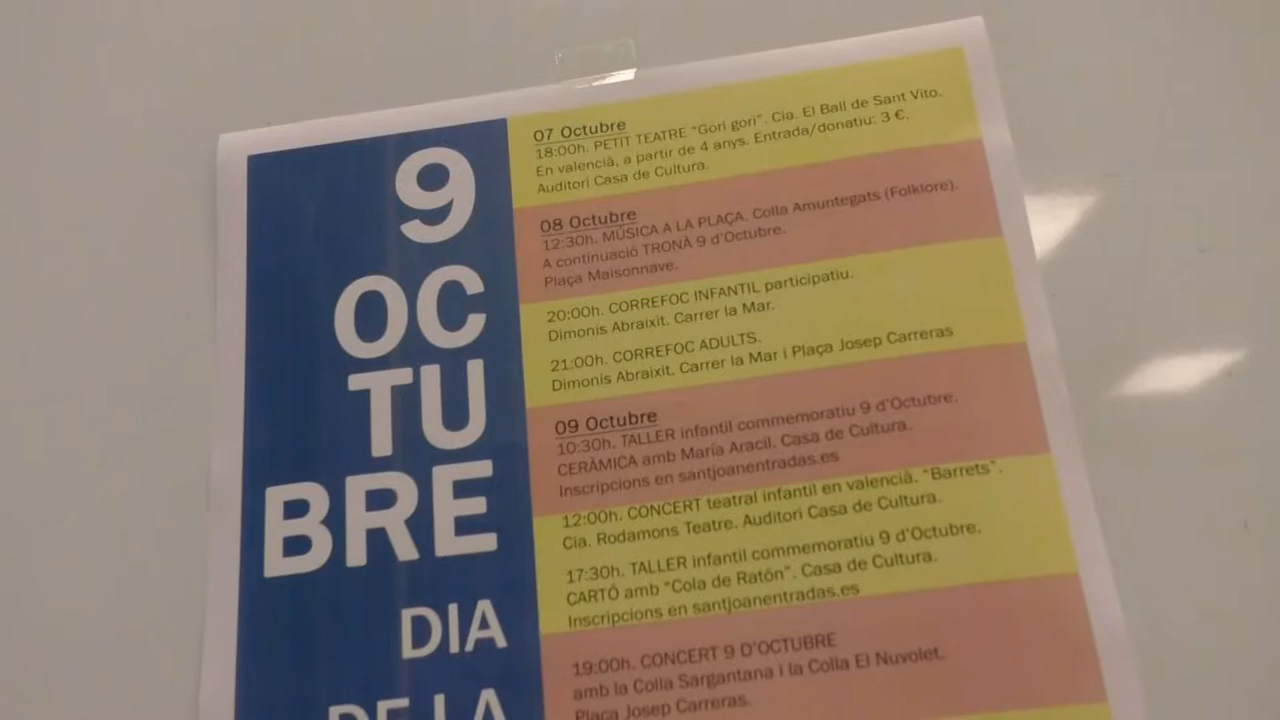 9
OC
TU
BRE
DIA
DE LA
07 Octubre
18:00h. PETIT TEATRE "Gori gori". Cia. El Ball de Sant Vito.
En valencià, a partir de 4 anys. Entrada/donatiu: 3 €.
Auditori Casa de Cultura.
08 Octubre
12:30h. MÚSICA A LA PLAÇA. Colla Amuntegats (Folklore).
A continuació TRONÀ 9 d'Octubre.
Plaça Maisonnave.
20:00h. CORREFOC INFANTIL participatiu.
Dimonis Abraixit. Carrer la Mar.
21:00h. CORREFOC ADULTS.
Dimonis Abraixit. Carrer la Mar i Plaça Josep Carreras
09 Octubre
10:30h. TALLER infantil commemoratiu 9 d'Octubre.
CERÀMICA amb María Aracil. Casa de Cultura.
Inscripcions en santjoanentradas.es
12:00h. CONCERT teatral infantil en valencià. "Barrets".
Cia. Rodamons Teatre. Auditori Casa de Cultura.
17:30h. TALLER infantil commemoratiu 9 d'Octubre.
CARTÓ amb "Cola de Ratón". Casa de Cultura.
Inscripcions en santjoanentradas.es
19:00h. CONCERT 9 D'OCTUBRE
amb la Colla Sargantana i la Colla El Nuvolet.
Plaça Josep Carreras.